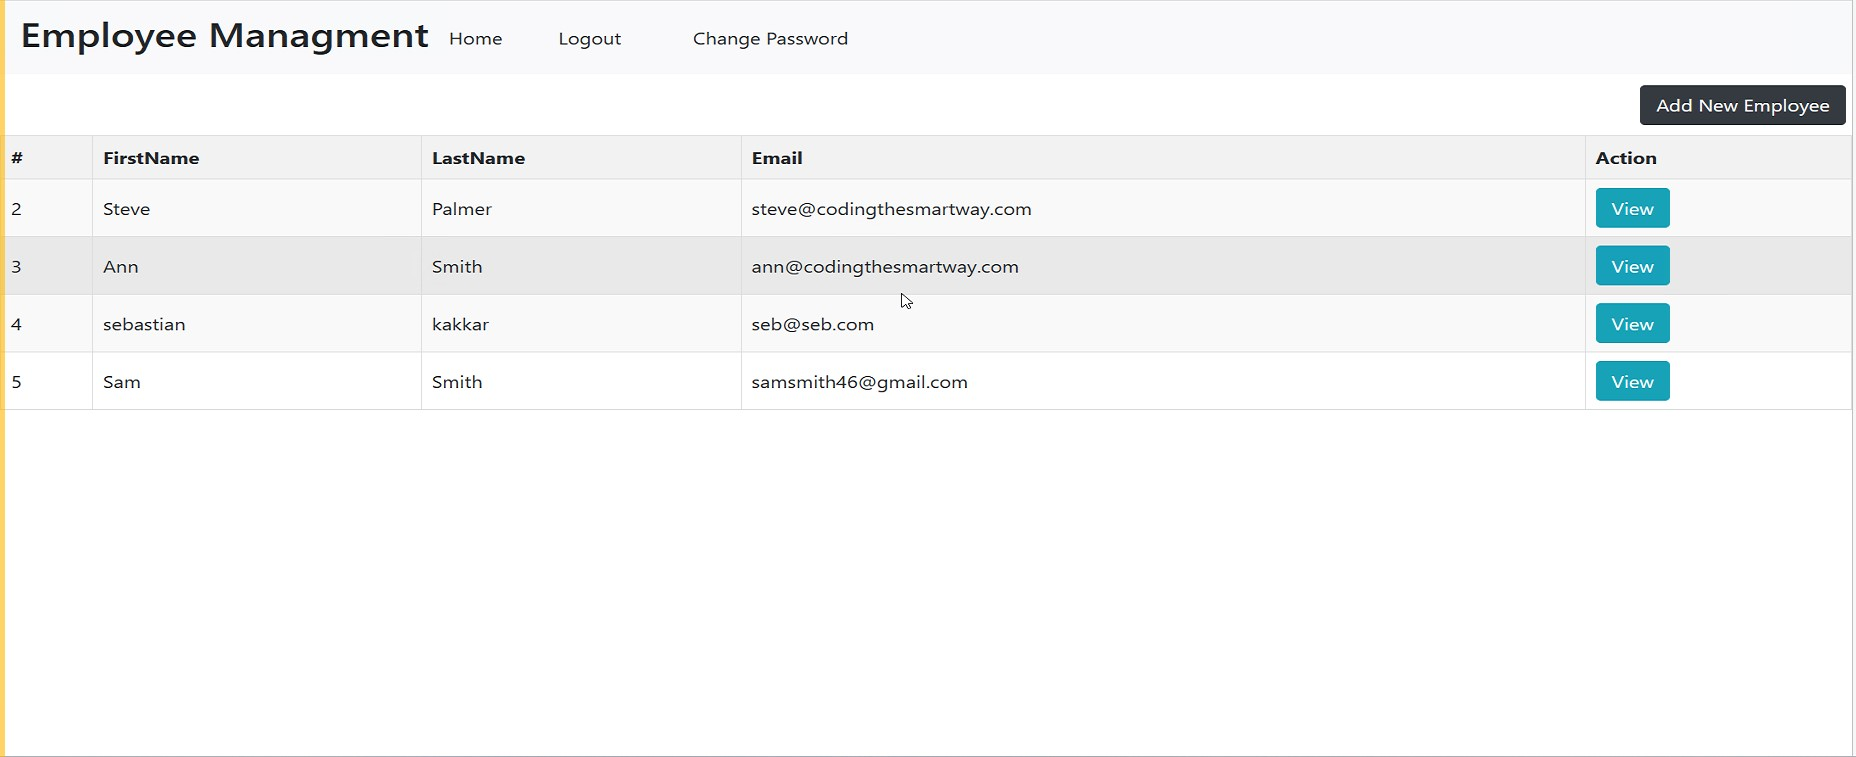 Employee Managment Home Logout Change Password
Add New Employee
# FirstName LastName Email Action
2 Steve Palmer steve@codingthesmartway.com View
3 Ann Smith ann@codingthesmartway.com View
4 sebastian kakkar seb@seb.com View
5 Sam Smith samsmith46@gmail.com View